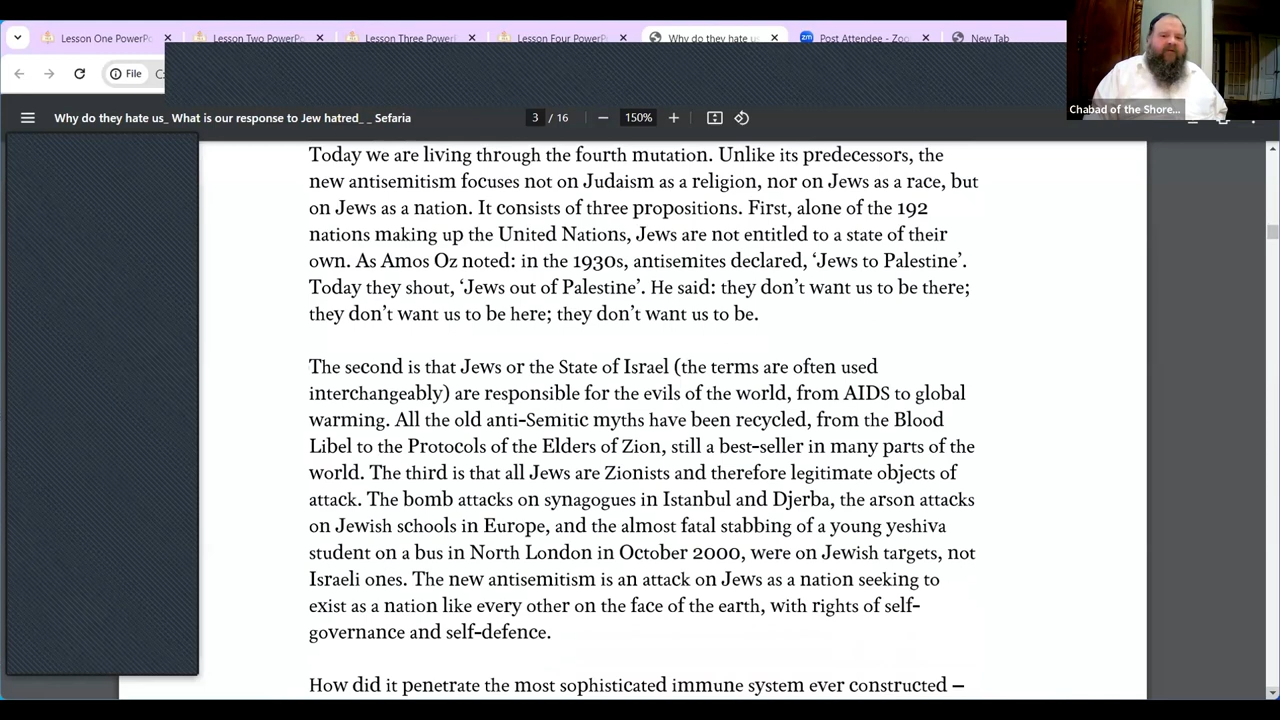 Lesson One PowerPo
Lesson Two PowerPo
Lesson Three PowerP
Lesson Four PowerPo
Why do they hate us_
Post Attendee - Zoo
New Tab
File
Chabad of the Shore...
Why do they hate us_ What is our response to Jew hatred_ _ Sefaria
3 / 16
150%
Today we are living through the fourth mutation. Unlike its predecessors, the
new antisemitism focuses not on Judaism as a religion, nor on Jews as a race, but
on Jews as a nation. It consists of three propositions. First, alone of the 192
nations making up the United Nations, Jews are not entitled to a state of their
own. As Amos Oz noted: in the 1930s, antisemites declared, ‘Jews to Palestine’.
Today they shout, ‘Jews out of Palestine’. He said: they don’t want us to be there;
they don’t want us to be here; they don’t want us to be.
The second is that Jews or the State of Israel (the terms are often used
interchangeably) are responsible for the evils of the world, from AIDS to global
warming. All the old anti-Semitic myths have been recycled, from the Blood
Libel to the Protocols of the Elders of Zion, still a best-seller in many parts of the
world. The third is that all Jews are Zionists and therefore legitimate objects of
attack. The bomb attacks on synagogues in Istanbul and Djerba, the arson attacks
on Jewish schools in Europe, and the almost fatal stabbing of a young yeshiva
student on a bus in North London in October 2000, were on Jewish targets, not
Israeli ones. The new antisemitism is an attack on Jews as a nation seeking to
exist as a nation like every other on the face of the earth, with rights of self-
governance and self-defence.
How did it penetrate the most sophisticated immune system ever constructed –